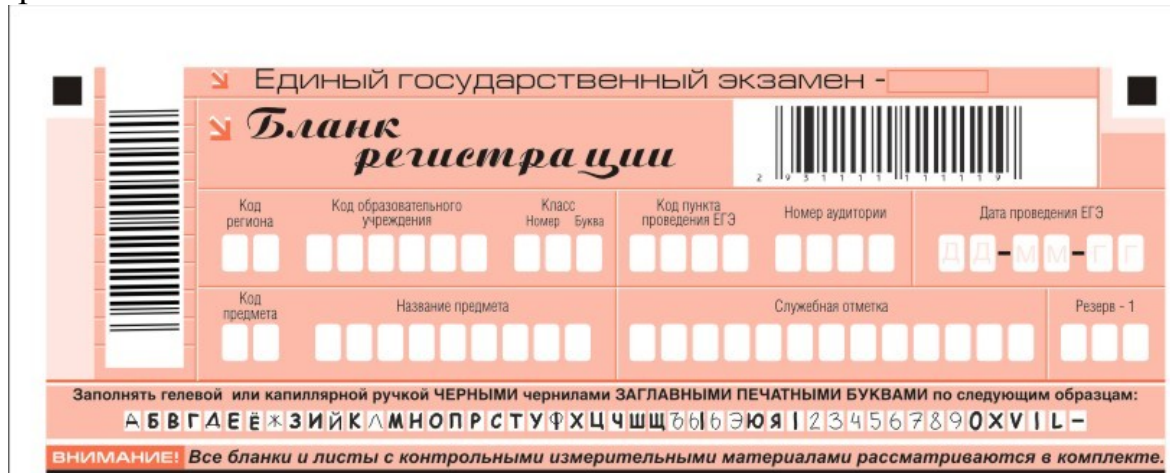 Единый государственный экзамен -
Бланк
регистрации
2 931111 111119
Код региона
Код образовательного учреждения
Класс
Номер Буква
Код пункта проведения ЕГЭ
Номер аудитории
Дата проведения ЕГЭ
Д Д - М М - Г Г
Код предмета
Название предмета
Служебная отметка
Резерв - 1
Заполнять гелевой или капиллярной ручкой ЧЕРНЫМИ чернилами ЗАГЛАВНЫМИ ПЕЧАТНЫМИ БУКВАМИ по следующим образцам:
А Б В Г Д Е Ё Ж З И Й К Л М Н О П Р С Т У Ф Х Ц Ч Ш Щ Ъ Ы Ь Э Ю Я 1 2 3 4 5 6 7 8 9 0 X V I L -
ВНИМАНИЕ! Все бланки и листы с контрольными измерительными материалами рассматриваются в комплекте.